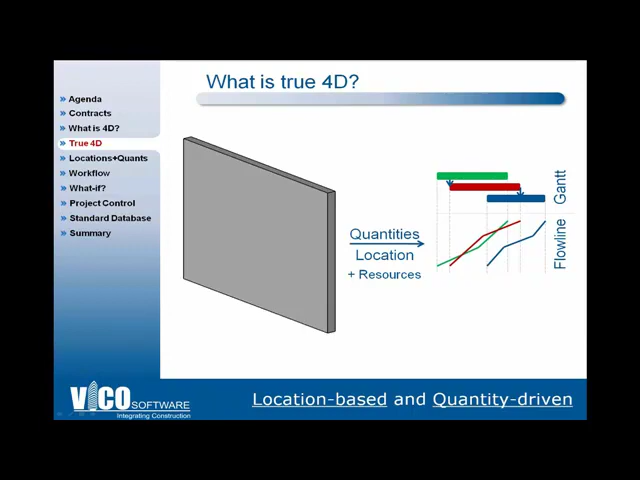 What is true 4D?
» Agenda
» Contracts
» What is 4D?
» True 4D
» Locations+Quants
» Workflow
» What-if?
» Project Control
» Standard Database
» Summary
Quantities
Location
+ Resources
Gantt
Flowline
VICO SOFTWARE
Integrating Construction
Location-based and Quantity-driven